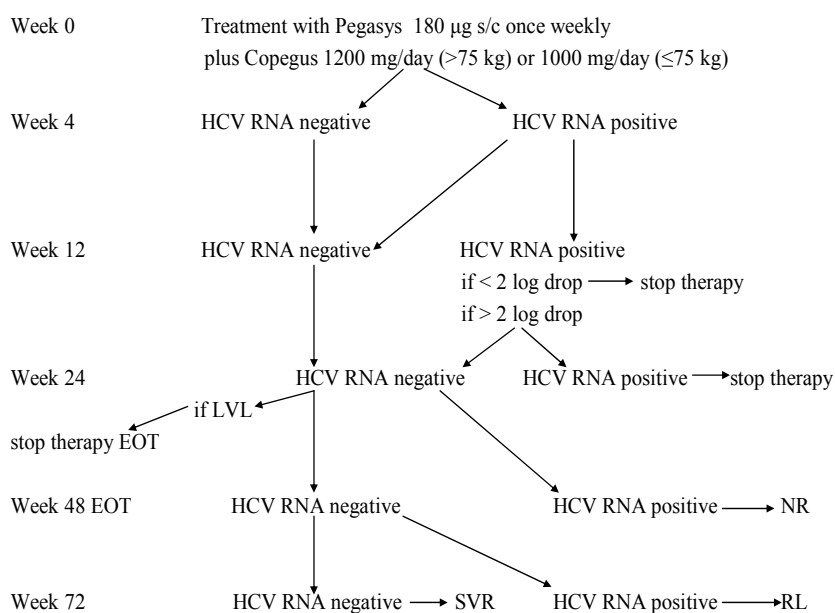 Week 0 Treatment with Pegasys 180 μg s/c once weekly
plus Copegus 1200 mg/day (>75 kg) or 1000 mg/day (≤75 kg)
Week 4 HCV RNA negative HCV RNA positive
Week 12 HCV RNA negative HCV RNA positive
if < 2 log drop stop therapy
if > 2 log drop
Week 24 HCV RNA negative HCV RNA positive stop therapy
if LVL
stop therapy EOT
Week 48 EOT HCV RNA negative HCV RNA positive NR
Week 72 HCV RNA negative SVR HCV RNA positive RL